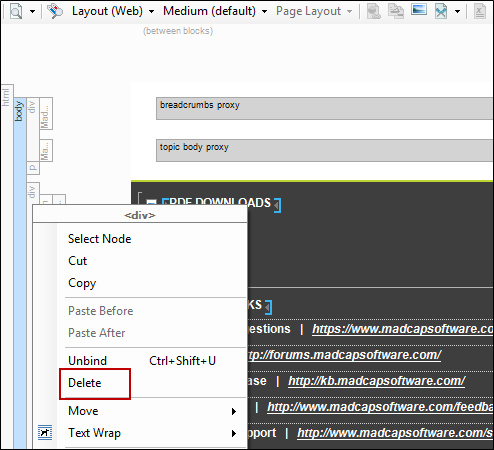 Layout (Web) Medium (default) Page Layout
(between blocks)
html
body
div
Mad...
Ma...
p
div
breadcrumbs proxy
topic body proxy
PDF DOWNLOADS
<div>
Select Node
Cut
Copy
Paste Before
Paste After
Unbind Ctrl+Shift+U
Delete
Move
Text Wrap
KS
estions | https://www.madcapsoftware.co
http://forums.madcapsoftware.com/
ase | http://kb.madcapsoftware.com/
| http://www.madcapsoftware.com/feedba
pport | http://www.madcapsoftware.com/s